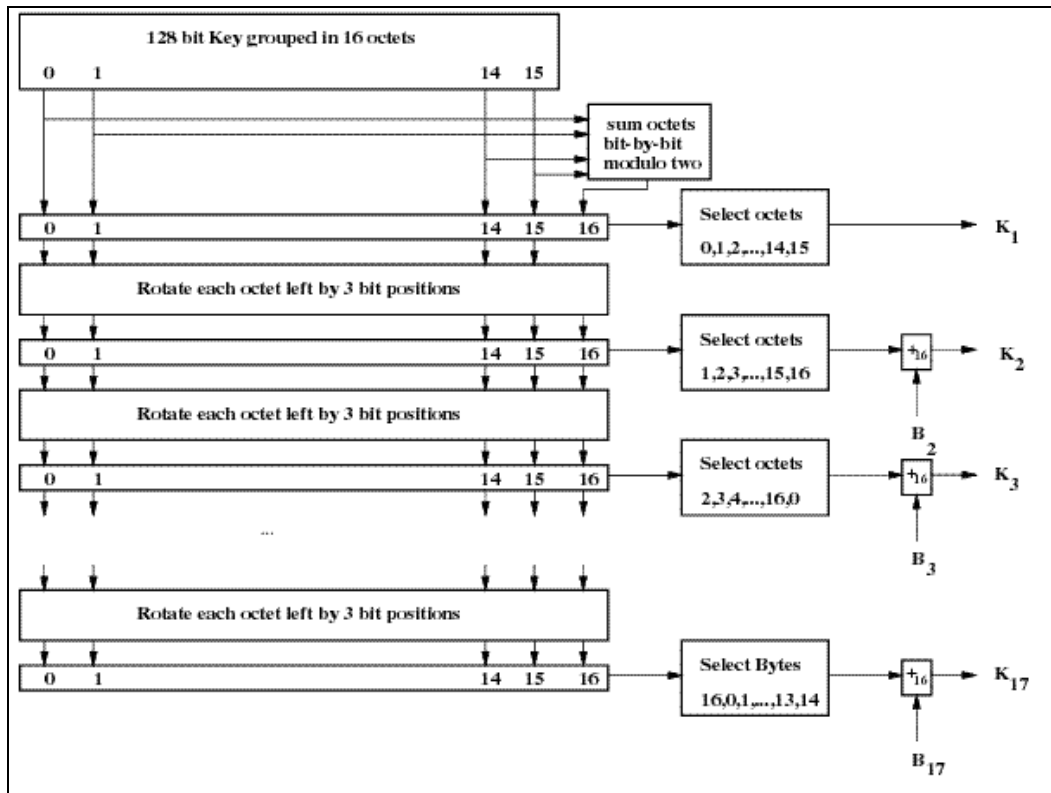 128 bit Key grouped in 16 octets
0 1 14 15
sum octets
bit-by-bit
modulo two
0 1 14 15 16
Select octets
0,1,2,...,14,15
K1
Rotate each octet left by 3 bit positions
0 1 14 15 16
Select octets
1,2,3,...,15,16
+16
K2
B2
Rotate each octet left by 3 bit positions
0 1 14 15 16
Select octets
2,3,4,...,16,0
+16
K3
B3
...
Rotate each octet left by 3 bit positions
0 1 14 15 16
Select Bytes
16,0,1,...,13,14
+16
K17
B17